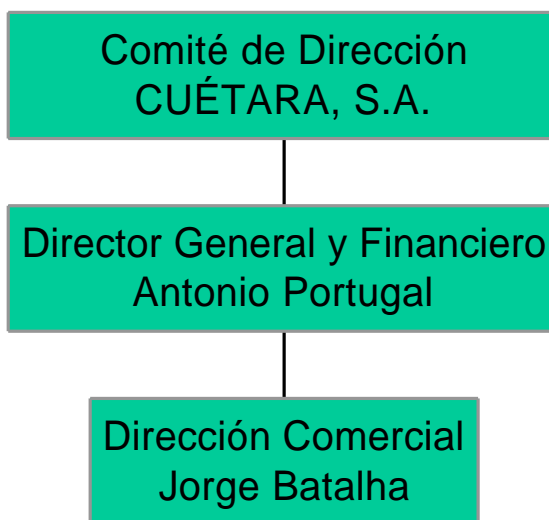 Comité de Dirección
CUÉTARA, S.A.
Director General y Financiero
Antonio Portugal
Dirección Comercial
Jorge Batalha